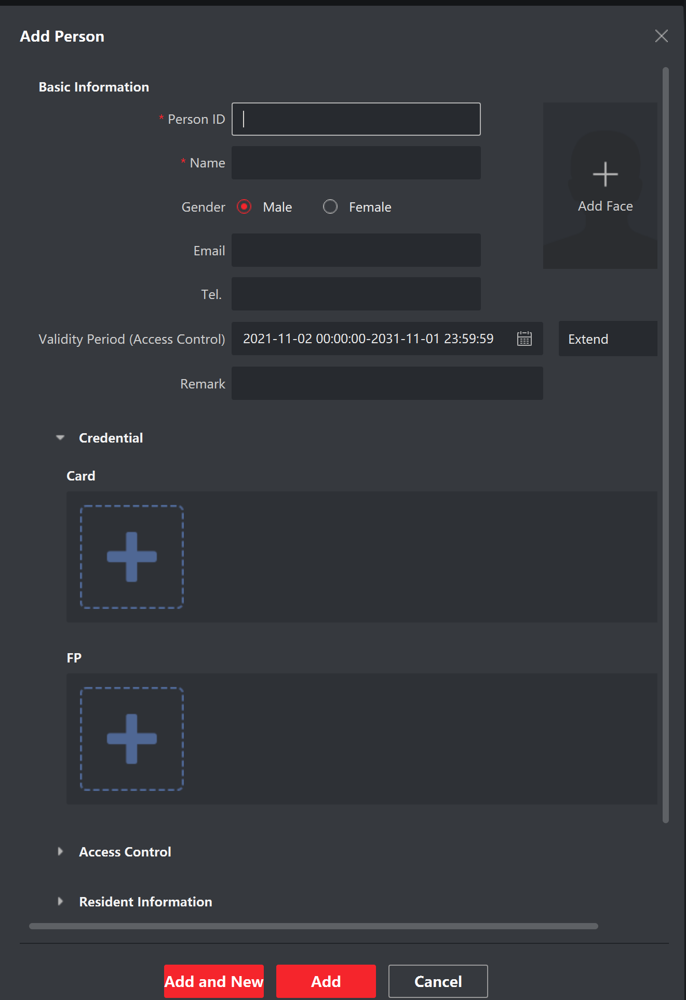 Add Person
Basic Information
* Person ID
* Name
Gender Male Female
Add Face
Email
Tel.
Validity Period (Access Control) 2021-11-02 00:00:00-2031-11-01 23:59:59 Extend
Remark
Credential
Card
FP
Access Control
Resident Information
Add and New Add Cancel